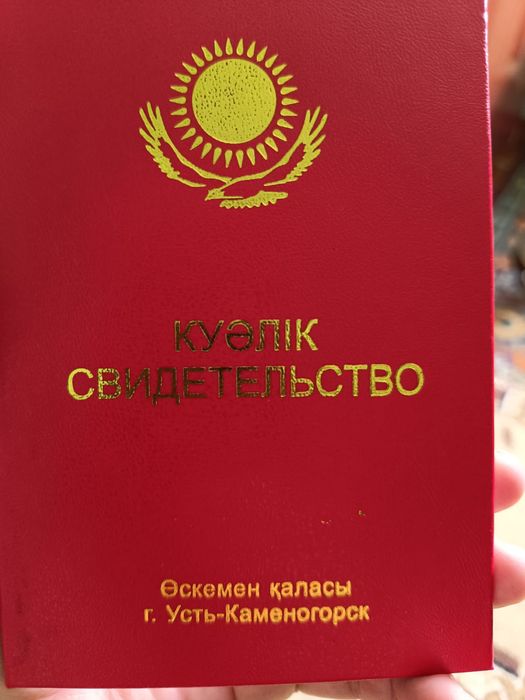 КУӘЛІК
СВИДЕТЕЛЬСТВО
Өскемен қаласы
г. Усть-Каменогорск